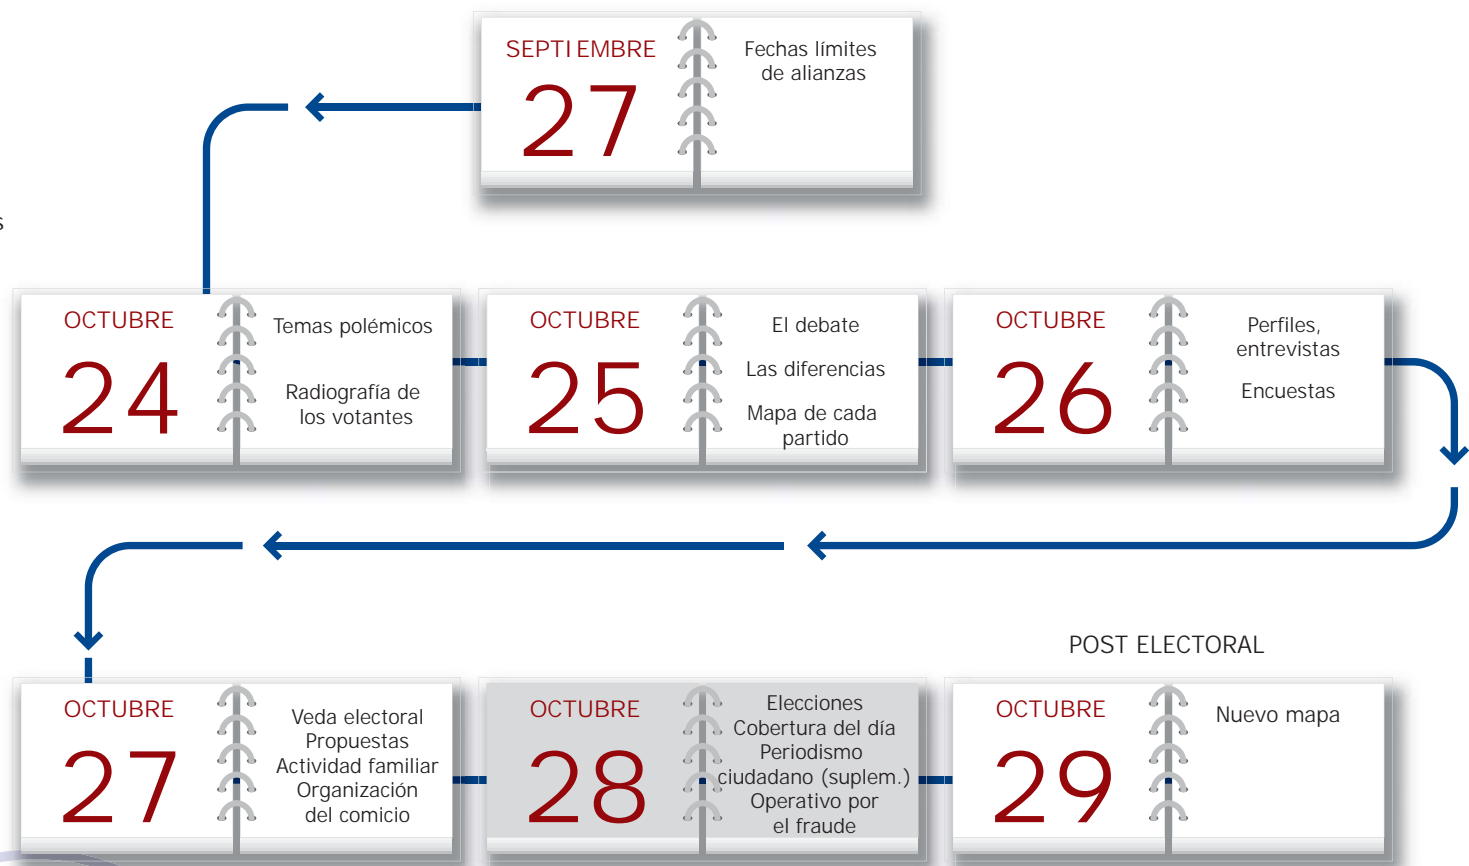 SEPTIEMBRE
27
Fechas límites
de alianzas
s
OCTUBRE
24
Temas polémicos
Radiografía de
los votantes
OCTUBRE
25
El debate
Las diferencias
Mapa de cada
partido
OCTUBRE
26
Perfiles,
entrevistas
Encuestas
OCTUBRE
27
Veda electoral
Propuestas
Actividad familiar
Organización
del comicio
OCTUBRE
28
Elecciones
Cobertura del día
Periodismo
ciudadano (suplem.)
Operativo por
el fraude
POST ELECTORAL
OCTUBRE
29
Nuevo mapa